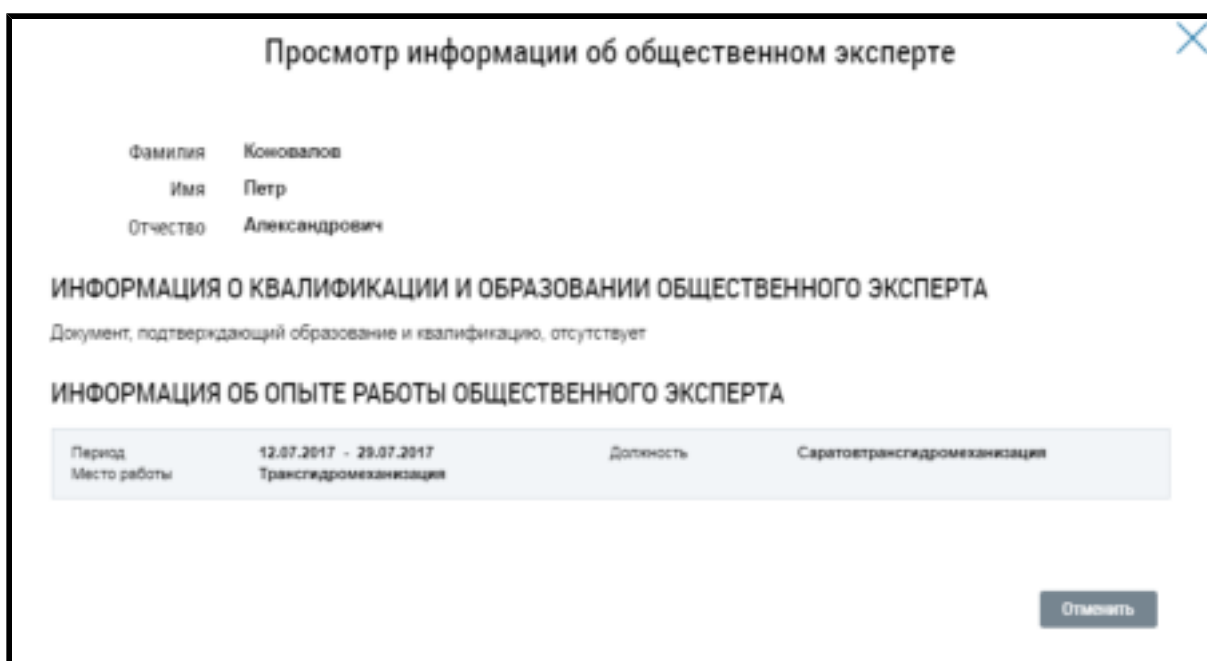 Просмотр информации об общественном эксперте
Фамилия Коновалов
Имя Петр
Отчество Александрович
ИНФОРМАЦИЯ О КВАЛИФИКАЦИИ И ОБРАЗОВАНИИ ОБЩЕСТВЕННОГО ЭКСПЕРТА
Документ, подтверждающий образование и квалификацию, отсутствует
ИНФОРМАЦИЯ ОБ ОПЫТЕ РАБОТЫ ОБЩЕСТВЕННОГО ЭКСПЕРТА
Период 12.07.2017 - 29.07.2017 Должность Саратовтрансгидромеханизация
Место работы Трансгидромеханизация
Отменить